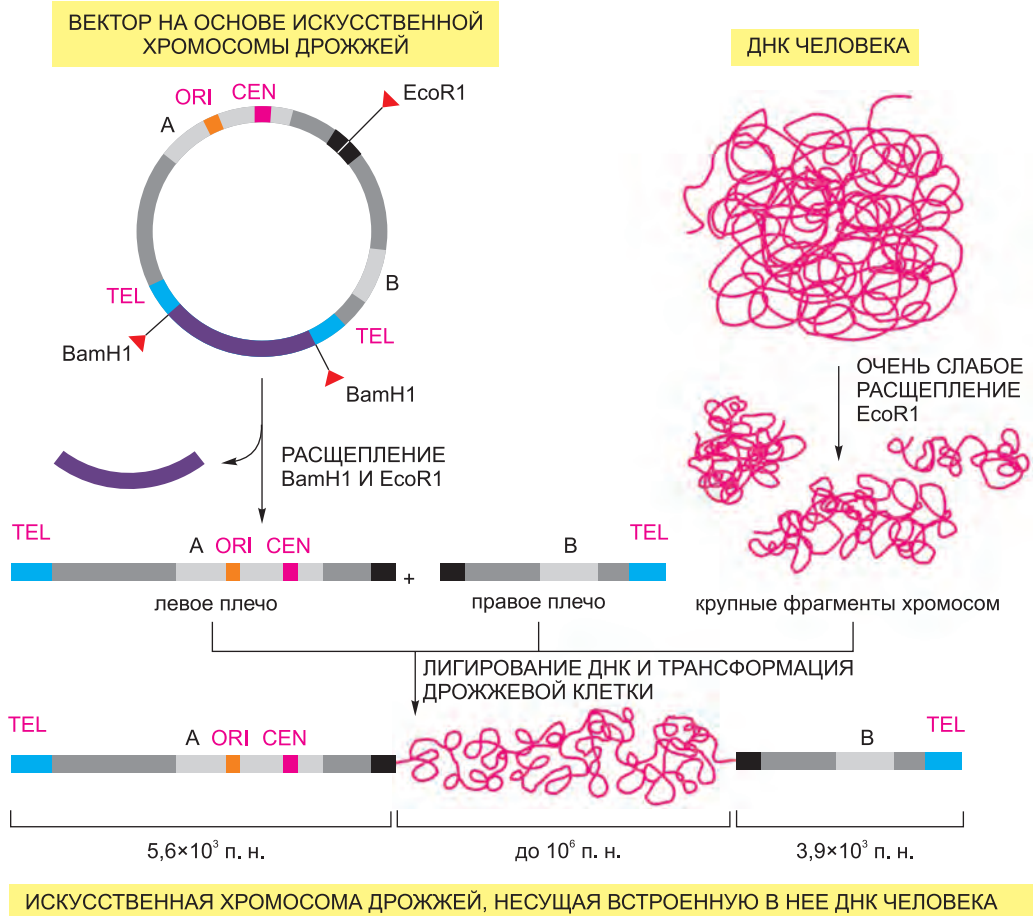 ВЕКТОР НА ОСНОВЕ ИСКУССТВЕННОЙ
ХРОМОСОМЫ ДРОЖЖЕЙ
ДНК ЧЕЛОВЕКА
ORI
CEN
A
EcoR1
B
TEL
TEL
BamH1
BamH1
ОЧЕНЬ СЛАБОЕ
РАСЩЕПЛЕНИЕ
EcoR1
РАСЩЕПЛЕНИЕ
BamH1 И EcoR1
TEL
A ORI CEN
B
TEL
+
левое плечо
правое плечо
крупные фрагменты хромосом
ЛИГИРОВАНИЕ ДНК И ТРАНСФОРМАЦИЯ
ДРОЖЖЕВОЙ КЛЕТКИ
TEL
A ORI CEN
B
TEL
5,6×10³ п. н.
до 10⁶ п. н.
3,9×10³ п. н.
ИСКУССТВЕННАЯ ХРОМОСОМА ДРОЖЖЕЙ, НЕСУЩАЯ ВСТРОЕННУЮ В НЕЕ ДНК ЧЕЛОВЕКА